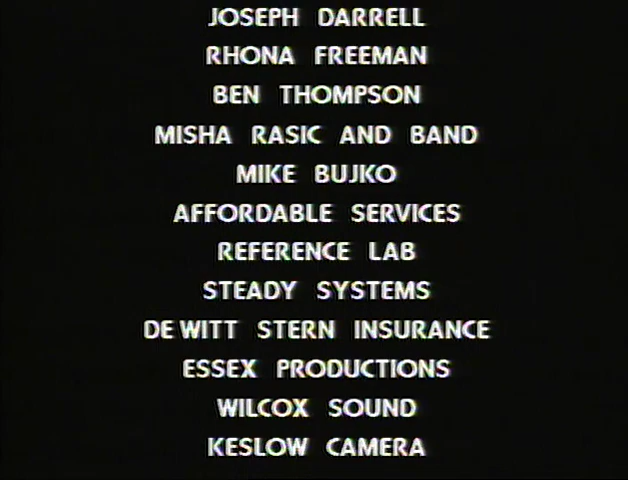 JOSEPH DARRELL
RHONA FREEMAN
BEN THOMPSON
MISHA RASIC AND BAND
MIKE BUJKO
AFFORDABLE SERVICES
REFERENCE LAB
STEADY SYSTEMS
DE WITT STERN INSURANCE
ESSEX PRODUCTIONS
WILCOX SOUND
KESLOW CAMERA